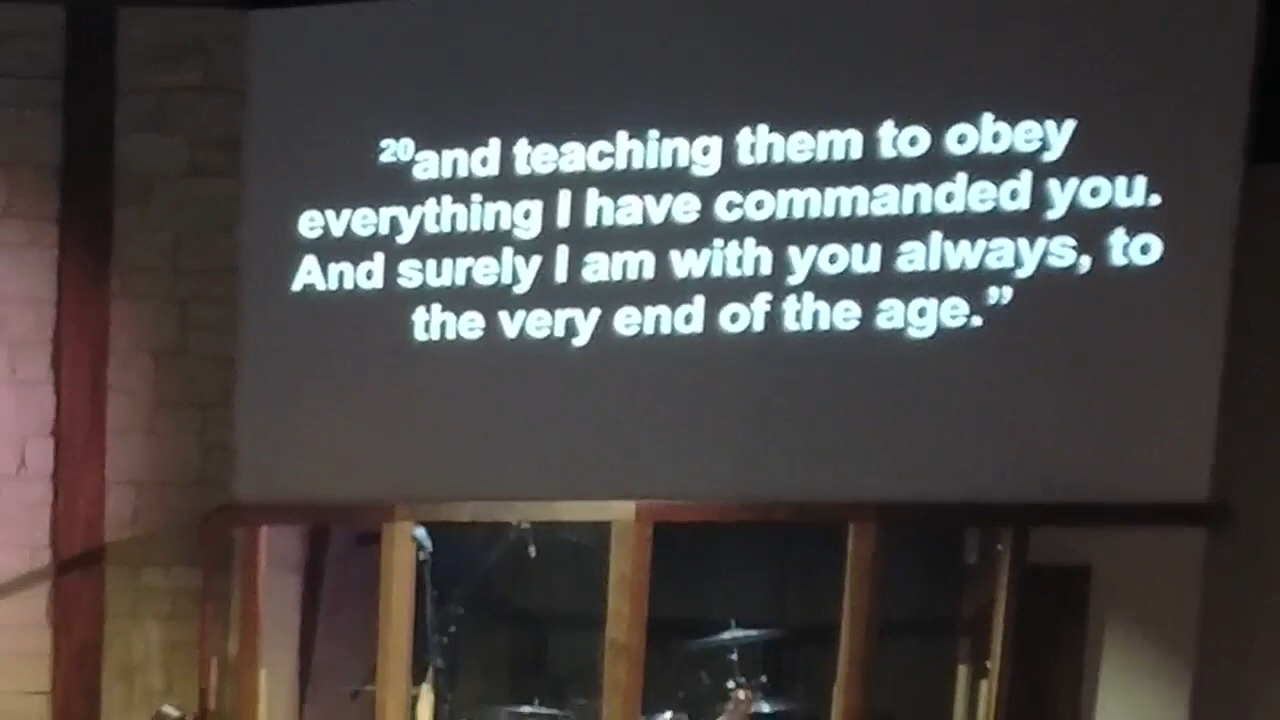 ²⁰and teaching them to obey
everything I have commanded you.
And surely I am with you always, to
the very end of the age.”